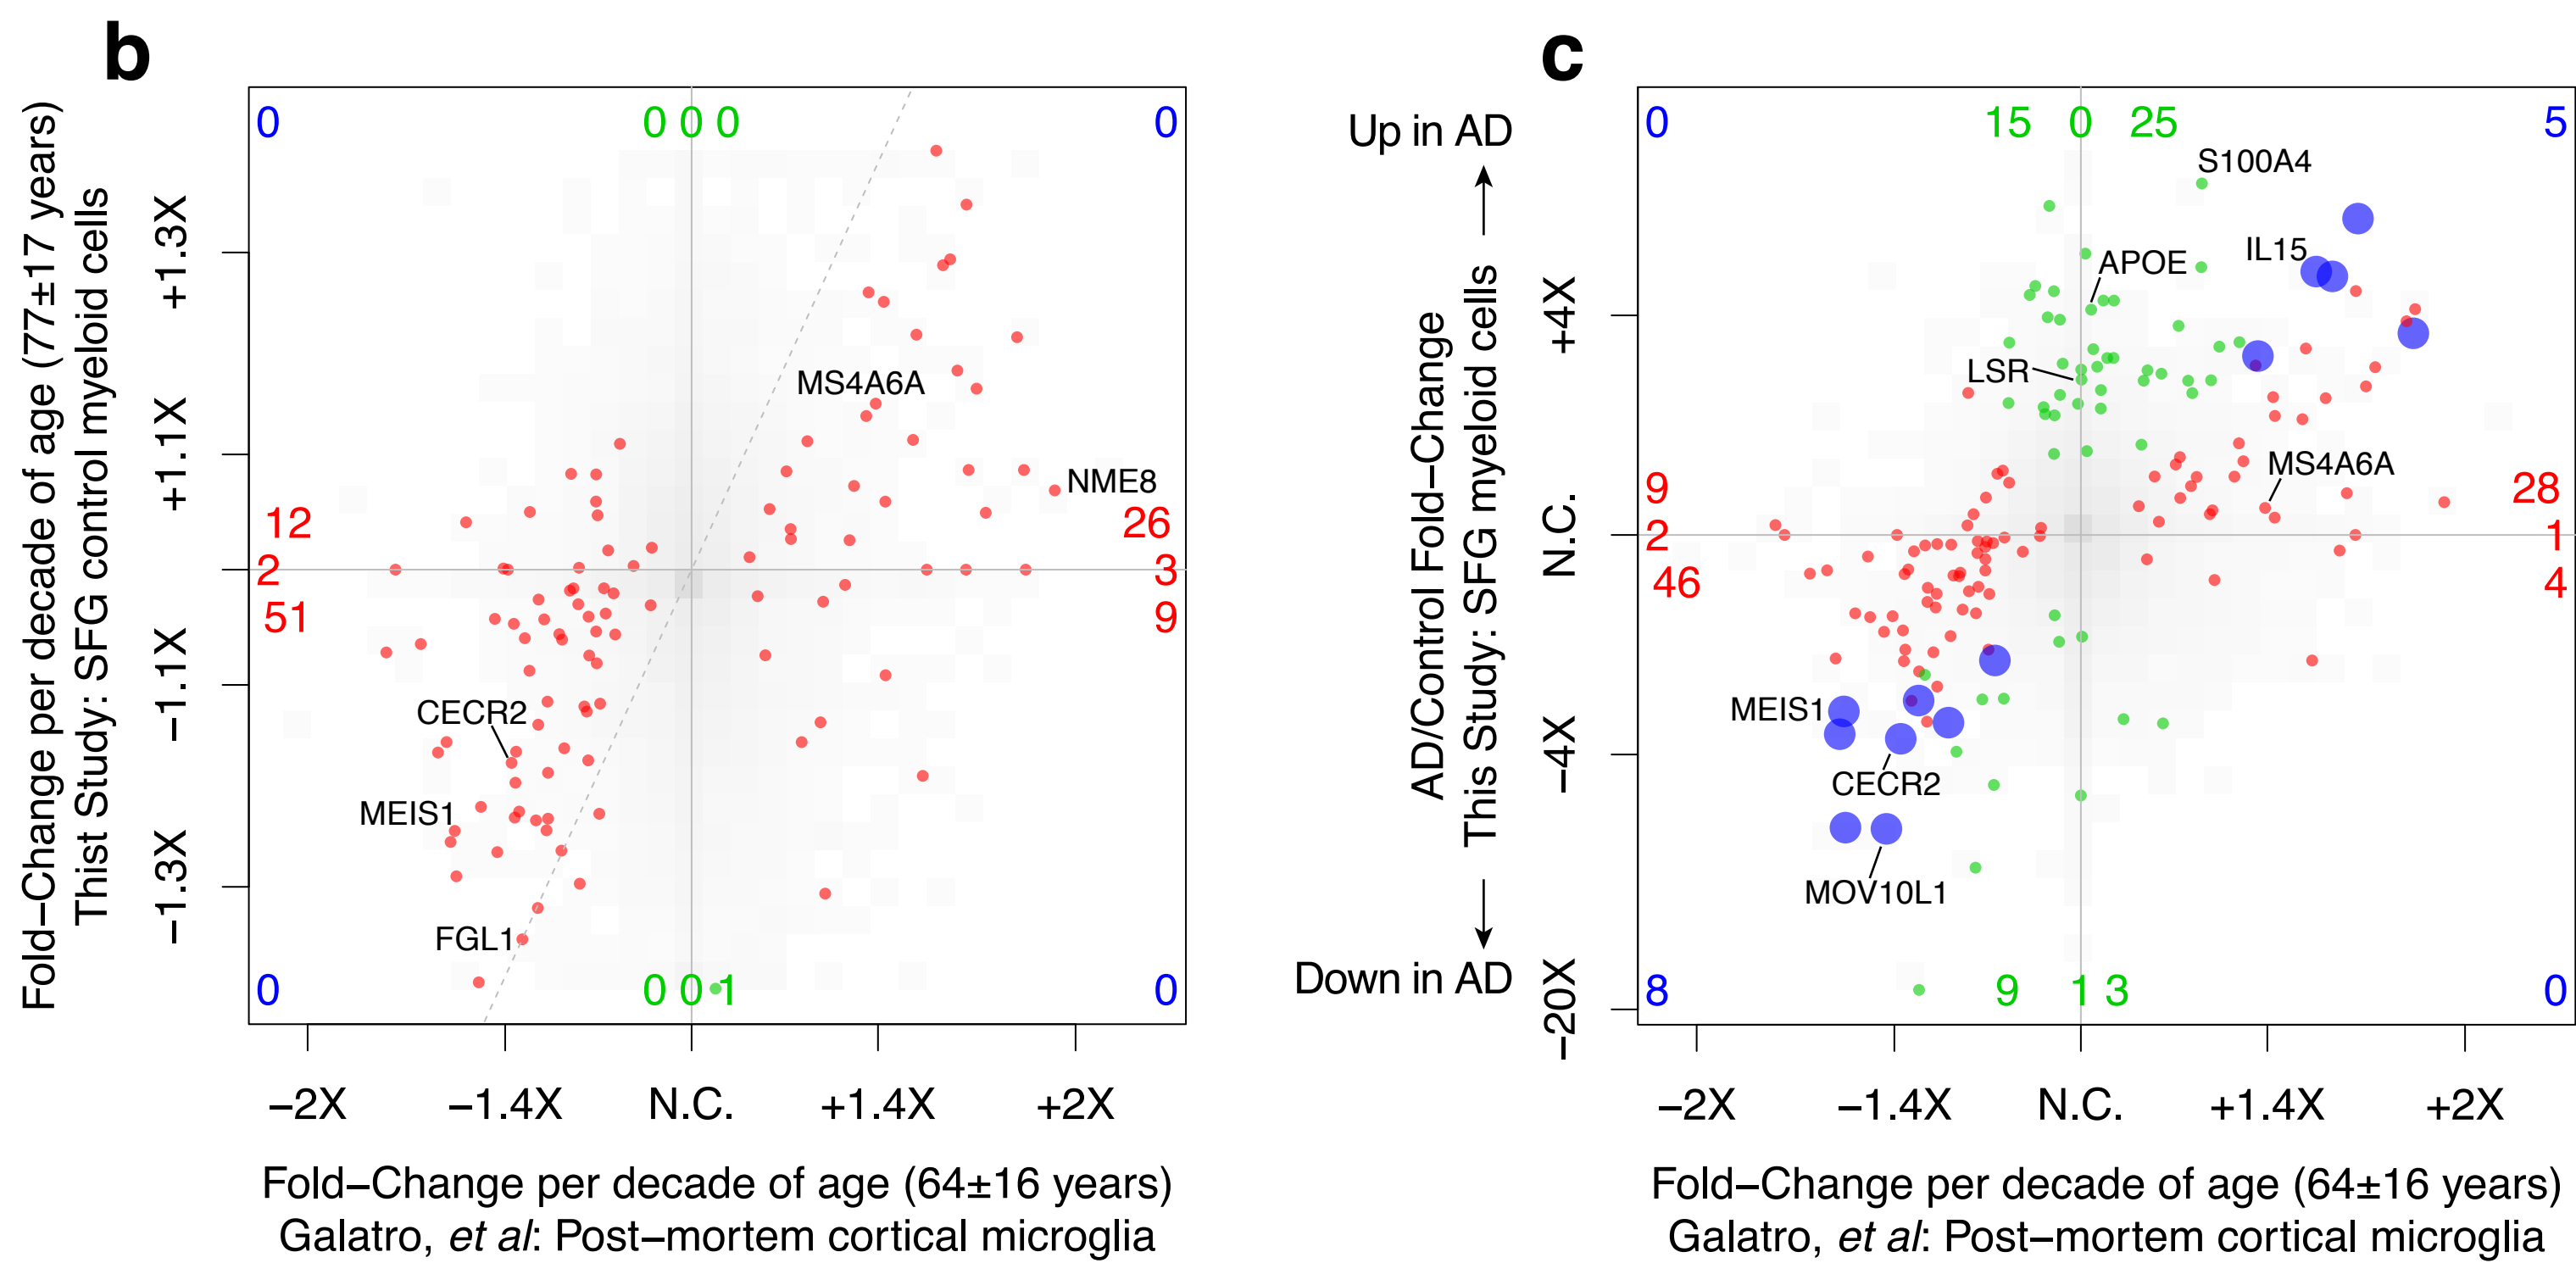 b
Fold–Change per decade of age (77±17 years)
Thist Study: SFG control myeloid cells
+1.3X
+1.1X
−1.1X
−1.3X
0
0 0 0
0
MS4A6A
NME8
12
26
2
3
51
9
CECR2
MEIS1
FGL1
0
0 0 1
0
−2X
−1.4X
N.C.
+1.4X
+2X
Fold–Change per decade of age (64±16 years)
Galatro, et al: Post–mortem cortical microglia
c
Up in AD
AD/Control Fold–Change
This Study: SFG myeloid cells
Down in AD
+4X
N.C.
−4X
−20X
0
15 0 25
5
S100A4
IL15
APOE
LSR
MS4A6A
9
28
2
1
46
4
MEIS1
CECR2
MOV10L1
8
9 1 3
0
−2X
−1.4X
N.C.
+1.4X
+2X
Fold–Change per decade of age (64±16 years)
Galatro, et al: Post–mortem cortical microglia